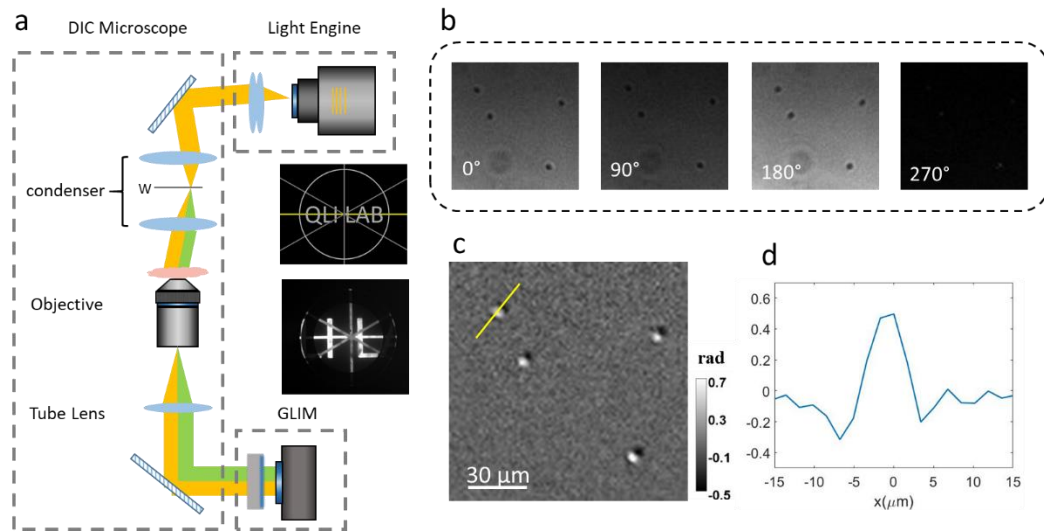 a
DIC Microscope
Light Engine
condenser
W
Objective
Tube Lens
QLI LAB
GLIM
b
0°
90°
180°
270°
c
30 μm
rad
0.7
0.3
-0.1
-0.5
d
0.6
0.4
0.2
0
-0.2
-0.4
-15 -10 -5 0 5 10 15
x(μm)